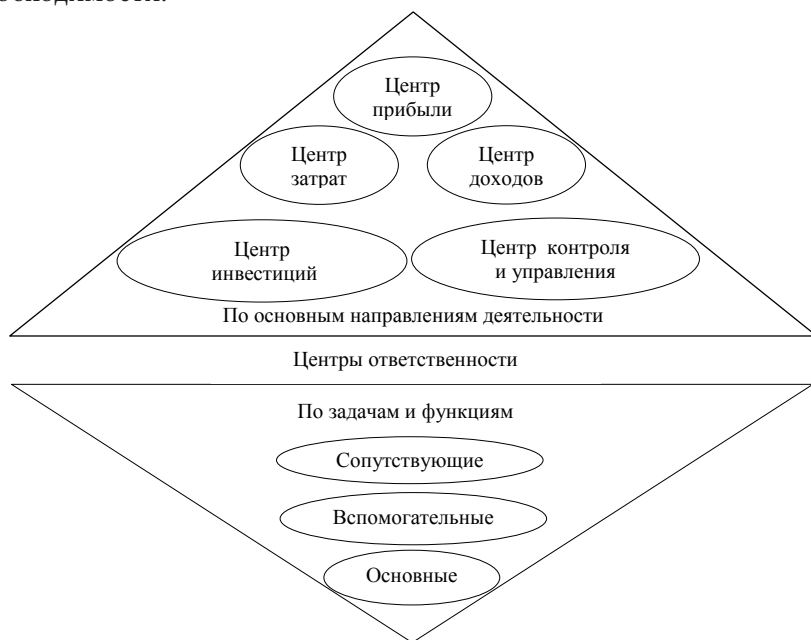 Центр
прибыли
Центр
затрат
Центр
доходов
Центр
инвестиций
Центр контроля
и управления
По основным направлениям деятельности
Центры ответственности
По задачам и функциям
Сопутствующие
Вспомогательные
Основные